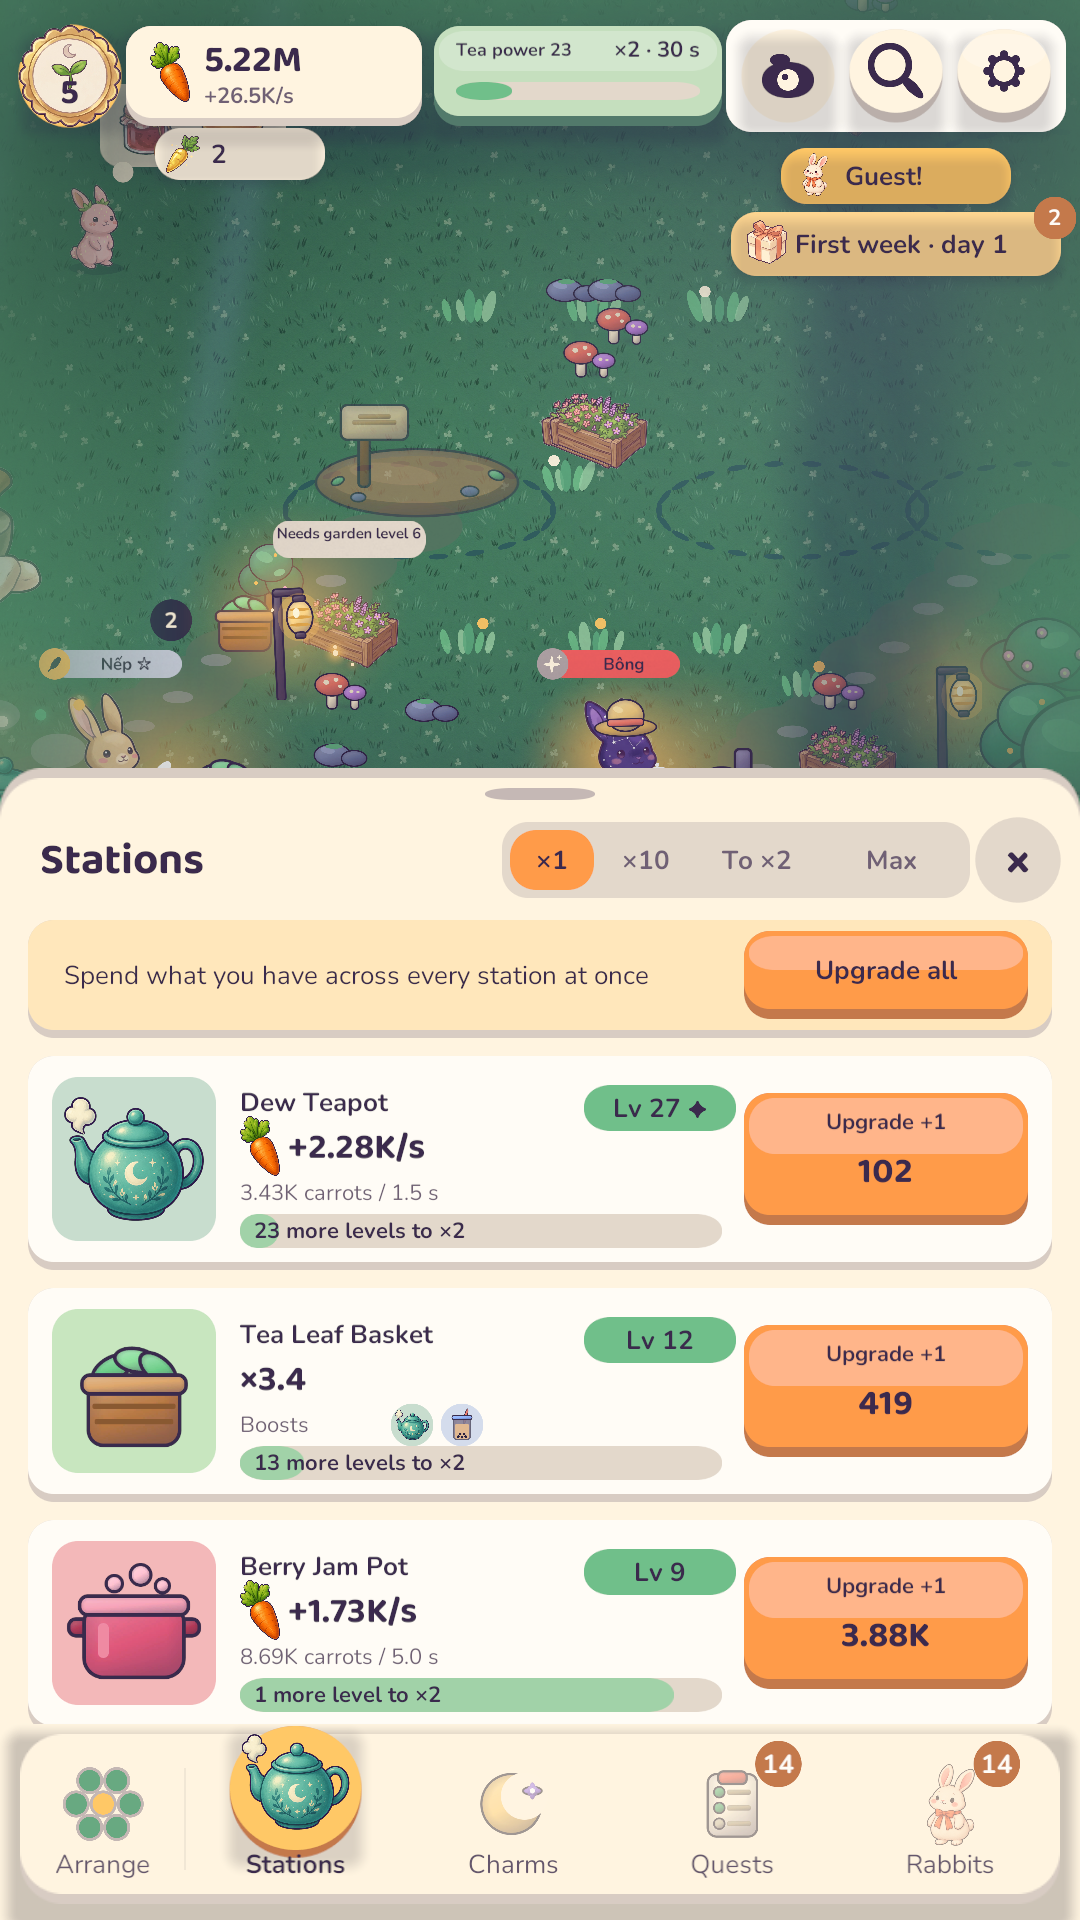 5
5.22M
+26.5K/s
Tea power 23
×2 · 30 s
2
Guest!
First week · day 1
2
Needs garden level 6
2
Nếp ☆
Bông
Stations
×1
×10
To ×2
Max
×
Spend what you have across every station at once
Upgrade all
Dew Teapot
Lv 27 ✦
+2.28K/s
3.43K carrots / 1.5 s
23 more levels to ×2
Upgrade +1
102
Tea Leaf Basket
Lv 12
×3.4
Boosts
13 more levels to ×2
Upgrade +1
419
Berry Jam Pot
Lv 9
+1.73K/s
8.69K carrots / 5.0 s
1 more level to ×2
Upgrade +1
3.88K
Arrange
Stations
Charms
14
Quests
14
Rabbits